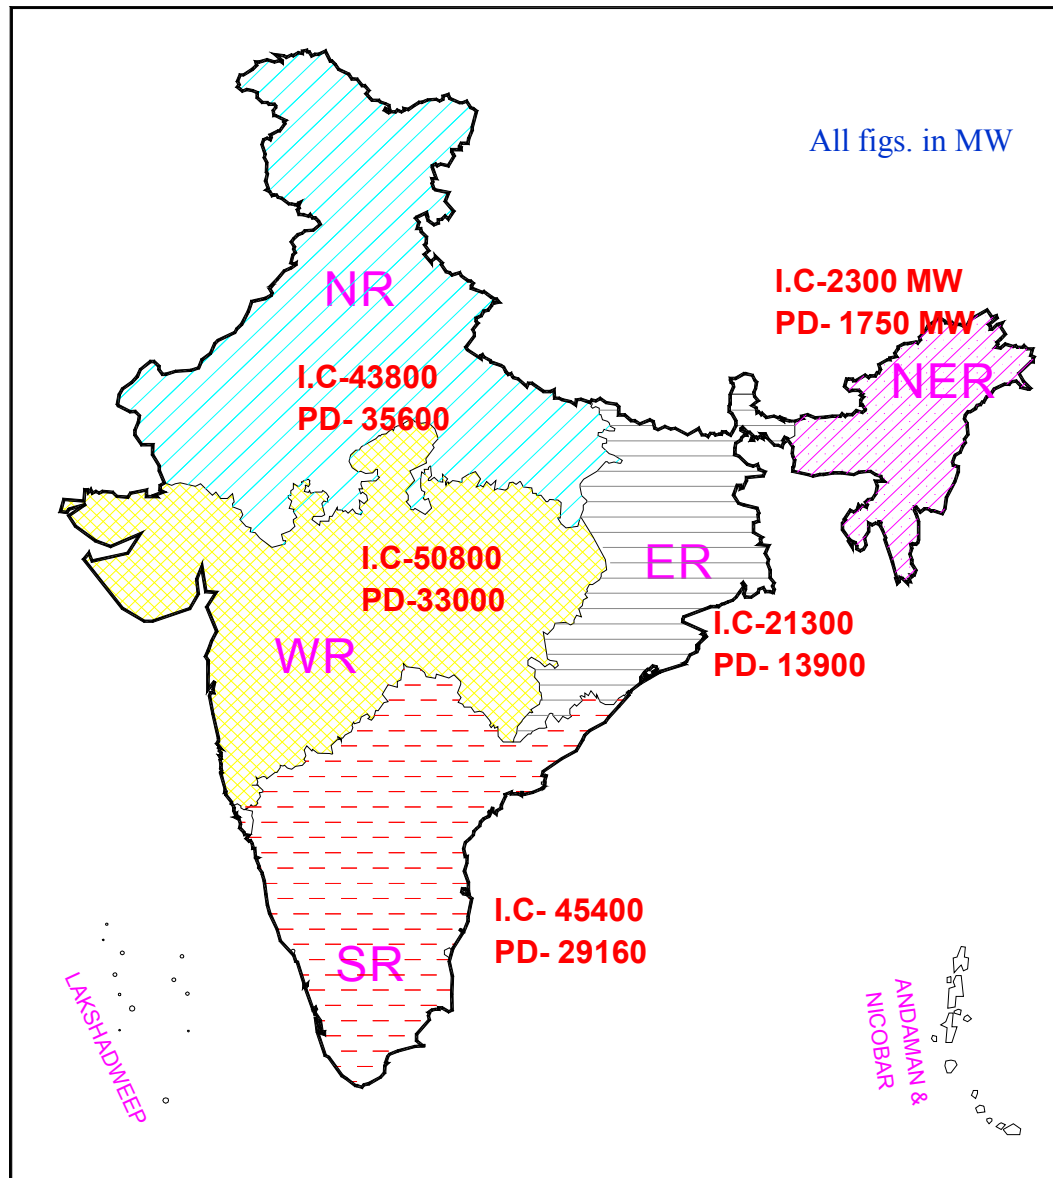 All figs. in MW
I.C-2300 MW
PD- 1750 MW
NR
NER
I.C-43800
PD- 35600
I.C-50800
PD-33000
ER
I.C-21300
PD- 13900
WR
I.C- 45400
PD- 29160
SR
LAKSHADWEEP
ANDAMAN &
NICOBAR